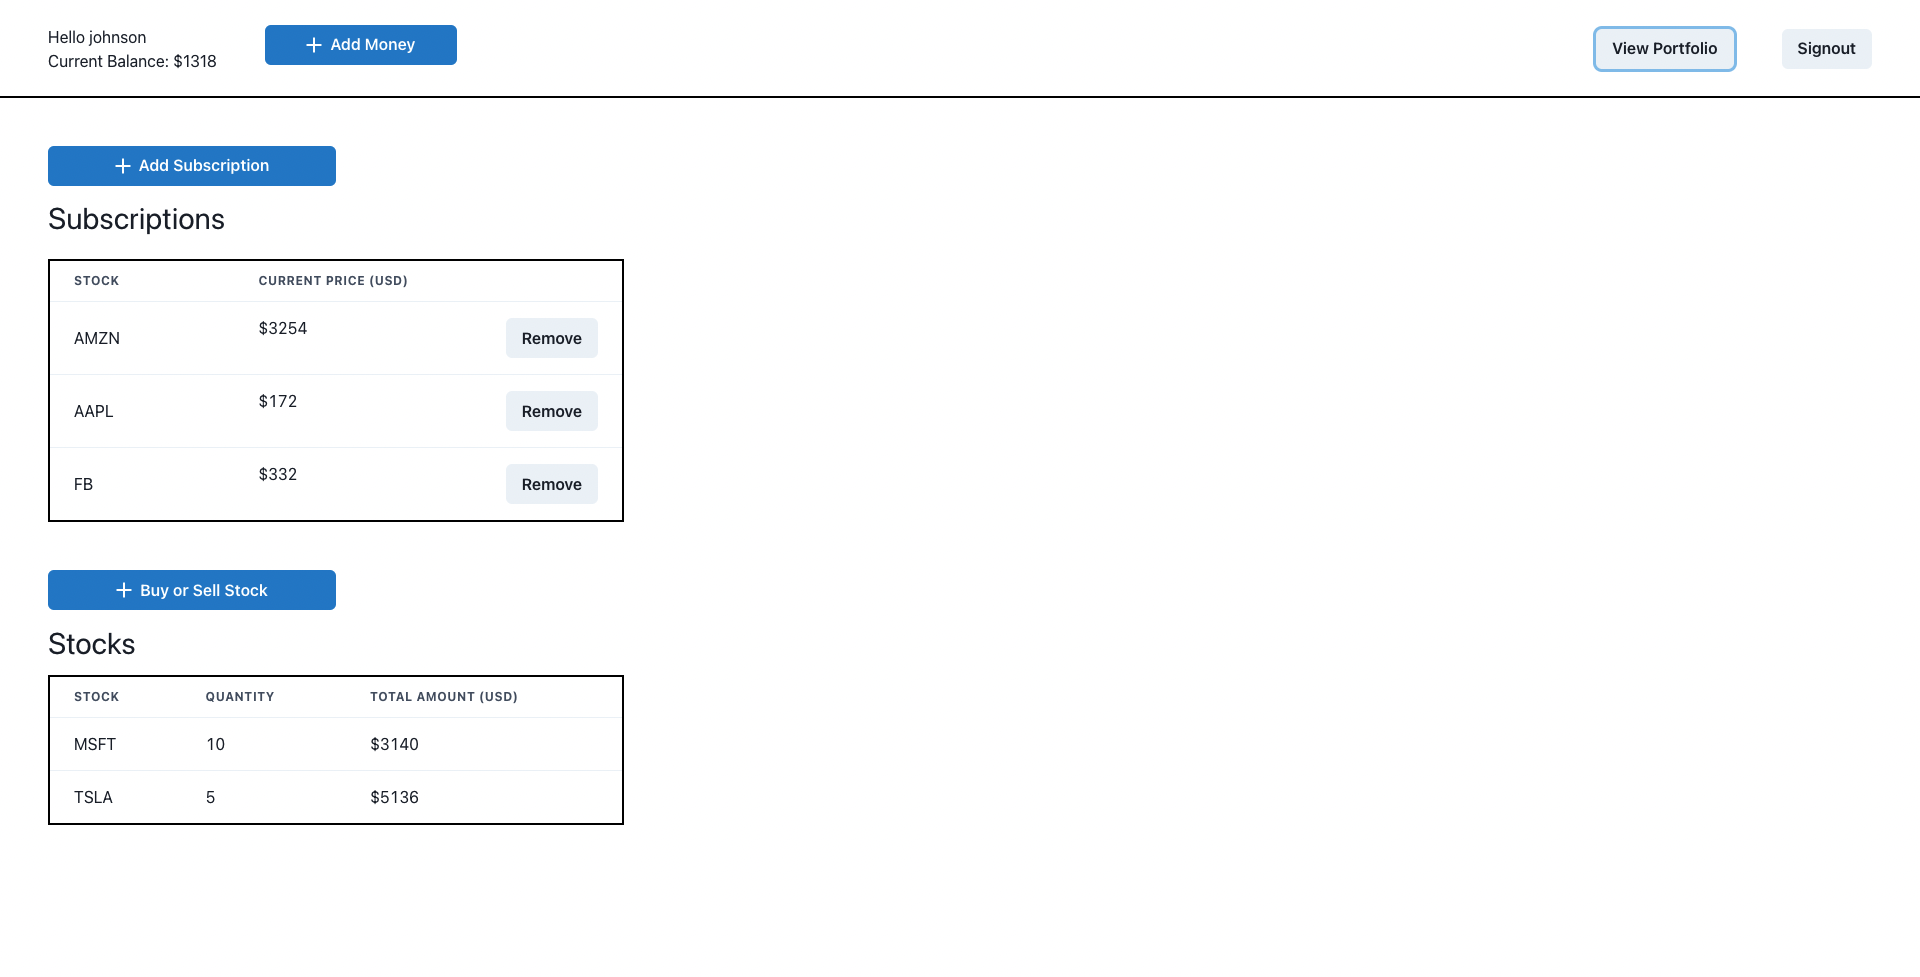 Hello johnson
Current Balance: $1318
Add Money
View Portfolio
Signout
Add Subscription
Subscriptions
STOCK CURRENT PRICE (USD)
AMZN $3254 Remove
AAPL $172 Remove
FB $332 Remove
Buy or Sell Stock
Stocks
STOCK QUANTITY TOTAL AMOUNT (USD)
MSFT 10 $3140
TSLA 5 $5136